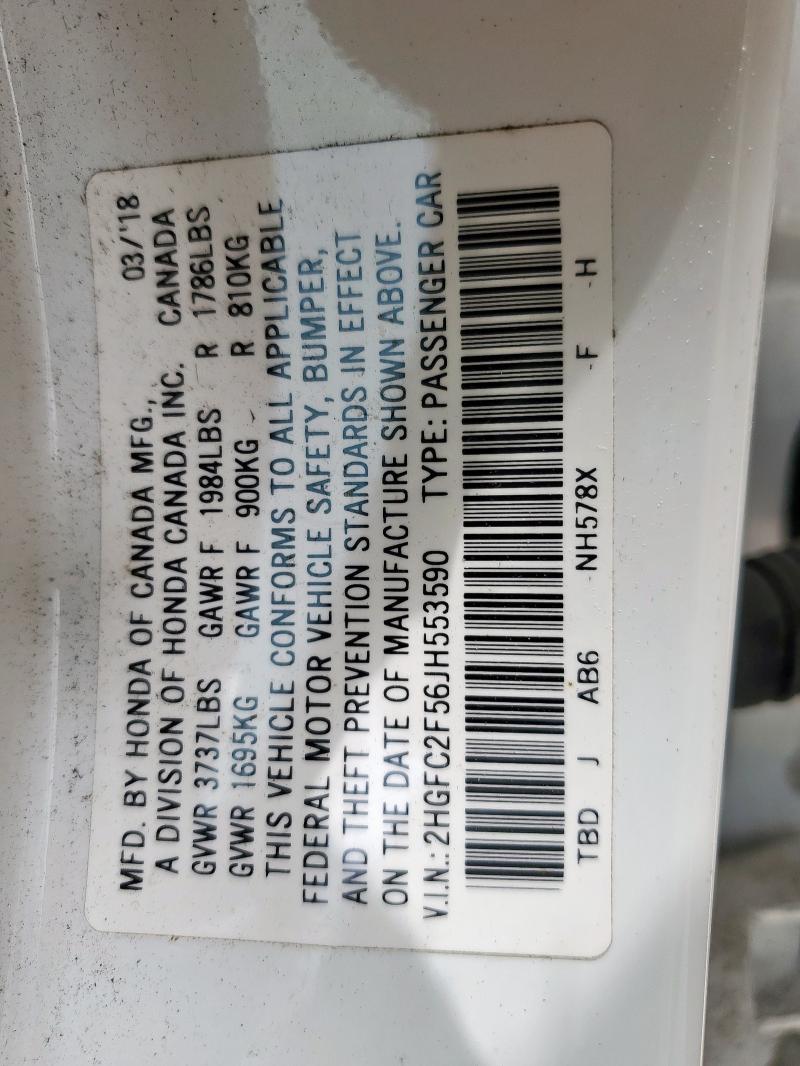 MFD. BY HONDA OF CANADA MFG., 03/'18
A DIVISION OF HONDA CANADA INC. CANADA
GVWR 3737LBS GAWR F 1984LBS R 1786LBS
GVWR 1695KG GAWR F 900KG R 810KG
THIS VEHICLE CONFORMS TO ALL APPLICABLE
FEDERAL MOTOR VEHICLE SAFETY, BUMPER,
AND THEFT PREVENTION STANDARDS IN EFFECT
ON THE DATE OF MANUFACTURE SHOWN ABOVE.
V.I.N.: 2HGFC2F56JH553590 TYPE: PASSENGER CAR
TBD J AB6 -NH578X -F -H